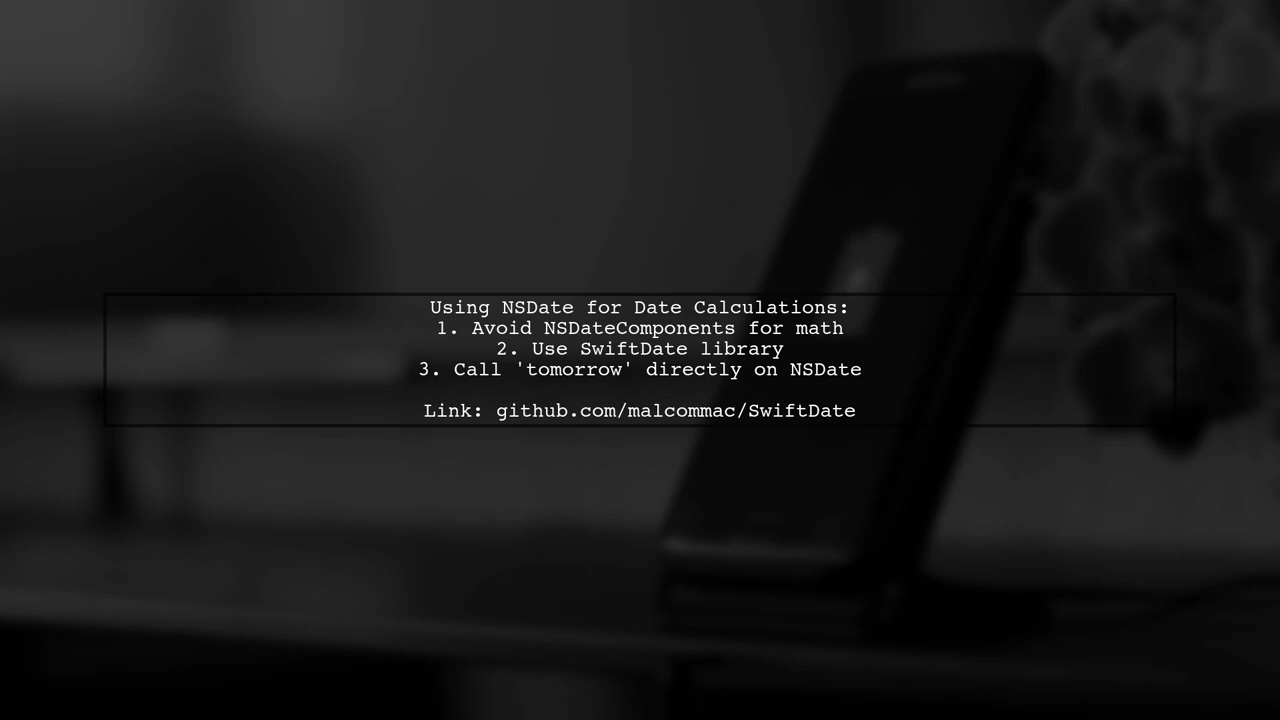 Using NSDate for Date Calculations:
1. Avoid NSDateComponents for math
2. Use SwiftDate library
3. Call 'tomorrow' directly on NSDate
Link: github.com/malcommac/SwiftDate